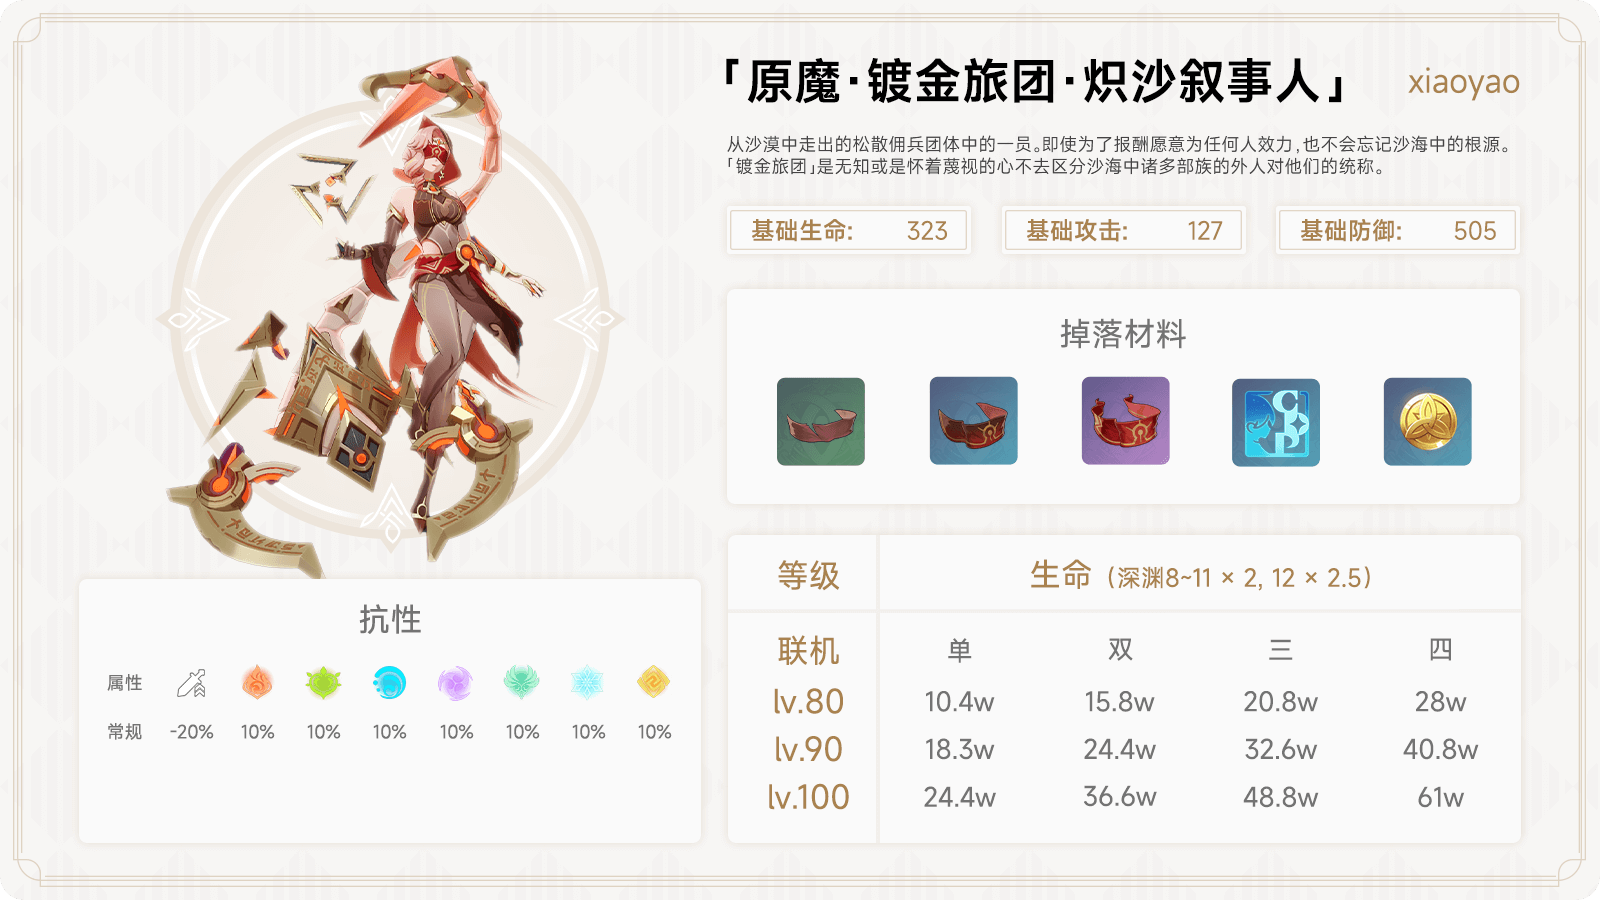 「原魔·镀金旅团·炽沙叙事人」 xiaoyao
从沙漠中走出的松散佣兵团体中的一员。即使为了报酬愿意为任何人效力,也不会忘记沙海中的根源。
「镀金旅团」是无知或是怀着蔑视的心不去区分沙海中诸多部族的外人对他们的统称。
基础生命: 323 基础攻击: 127 基础防御: 505
掉落材料
抗性
属性
常规 -20% 10% 10% 10% 10% 10% 10% 10%
等级 生命 (深渊8~11 × 2, 12 × 2.5)
联机 单 双 三 四
lv.80 10.4w 15.8w 20.8w 28w
lv.90 18.3w 24.4w 32.6w 40.8w
lv.100 24.4w 36.6w 48.8w 61w